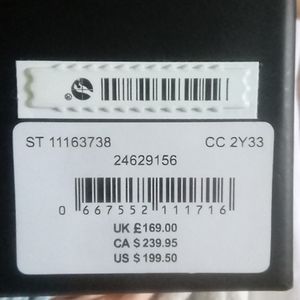 ST 11163738 CC 2Y33
24629156
0 667552 111716
UK £169.00
CA $ 239.95
US $ 199.50